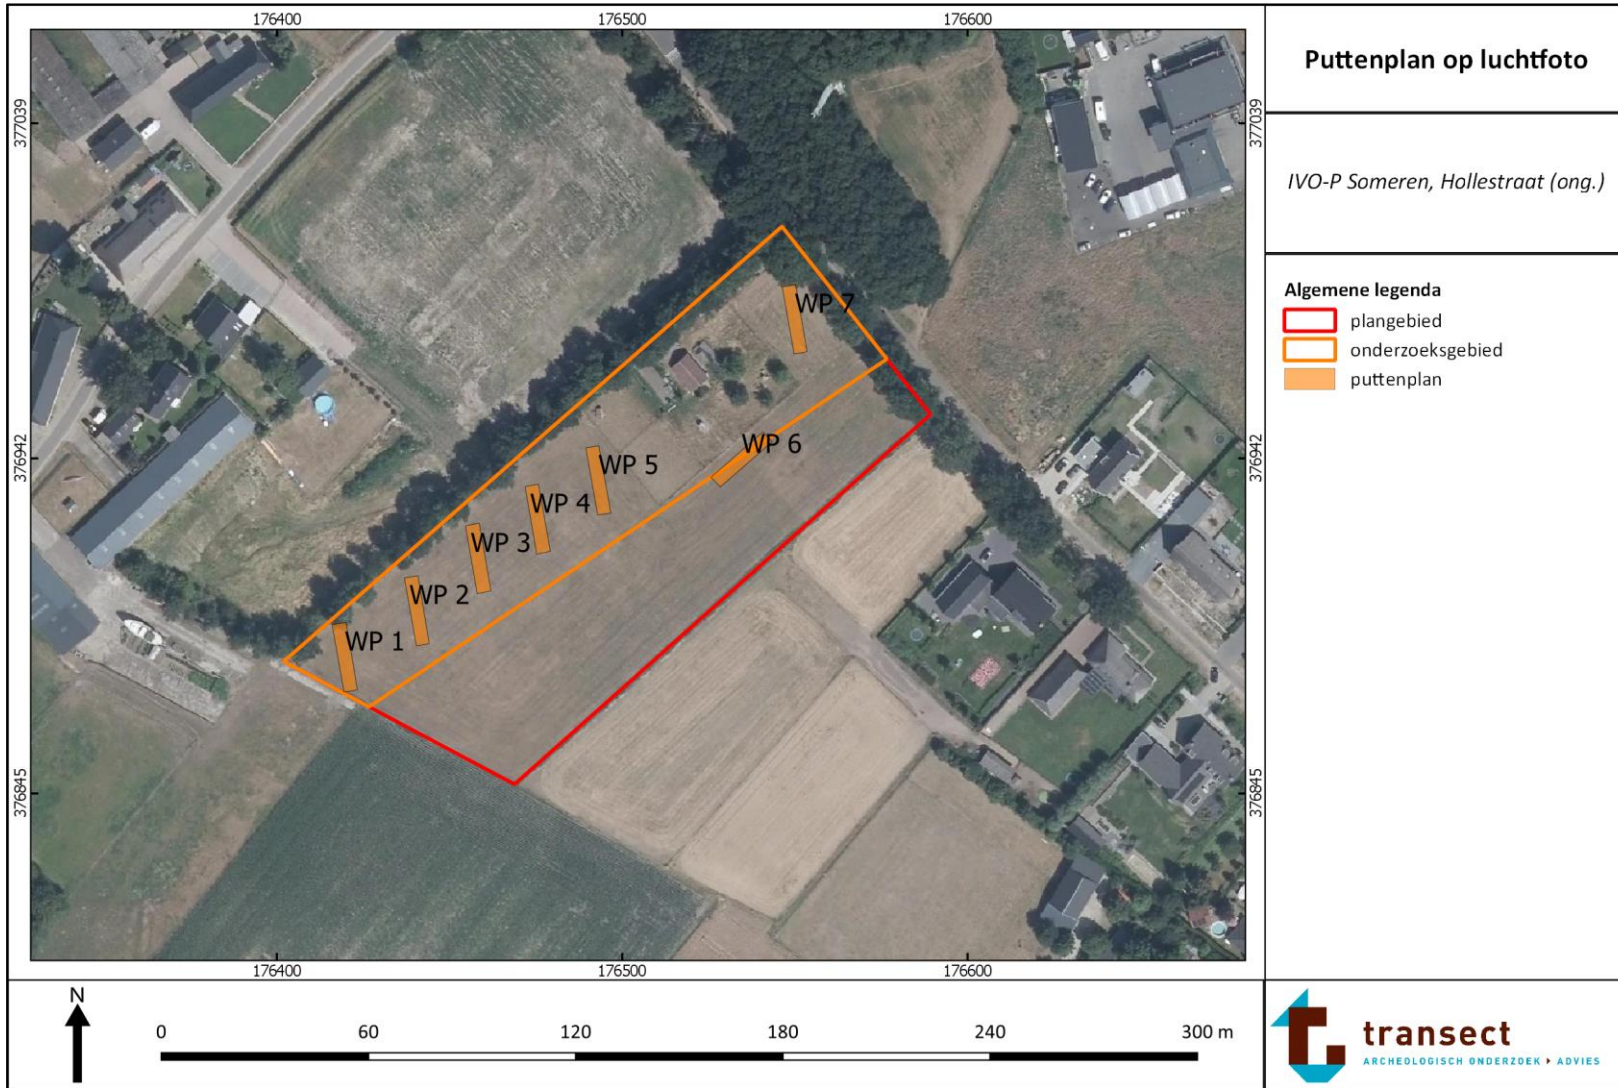 176400
176500
176600
377039
377039
376942
376942
376845
376845
WP 7
WP 6
WP 5
WP 4
WP 3
WP 2
WP 1
176400
176500
176600
Puttenplan op luchtfoto
IVO-P Someren, Hollestraat (ong.)
Algemene legenda
plangebied
onderzoeksgebied
puttenplan
N
0 60 120 180 240 300 m
transect
ARCHEOLOGISCH ONDERZOEK ▸ ADVIES